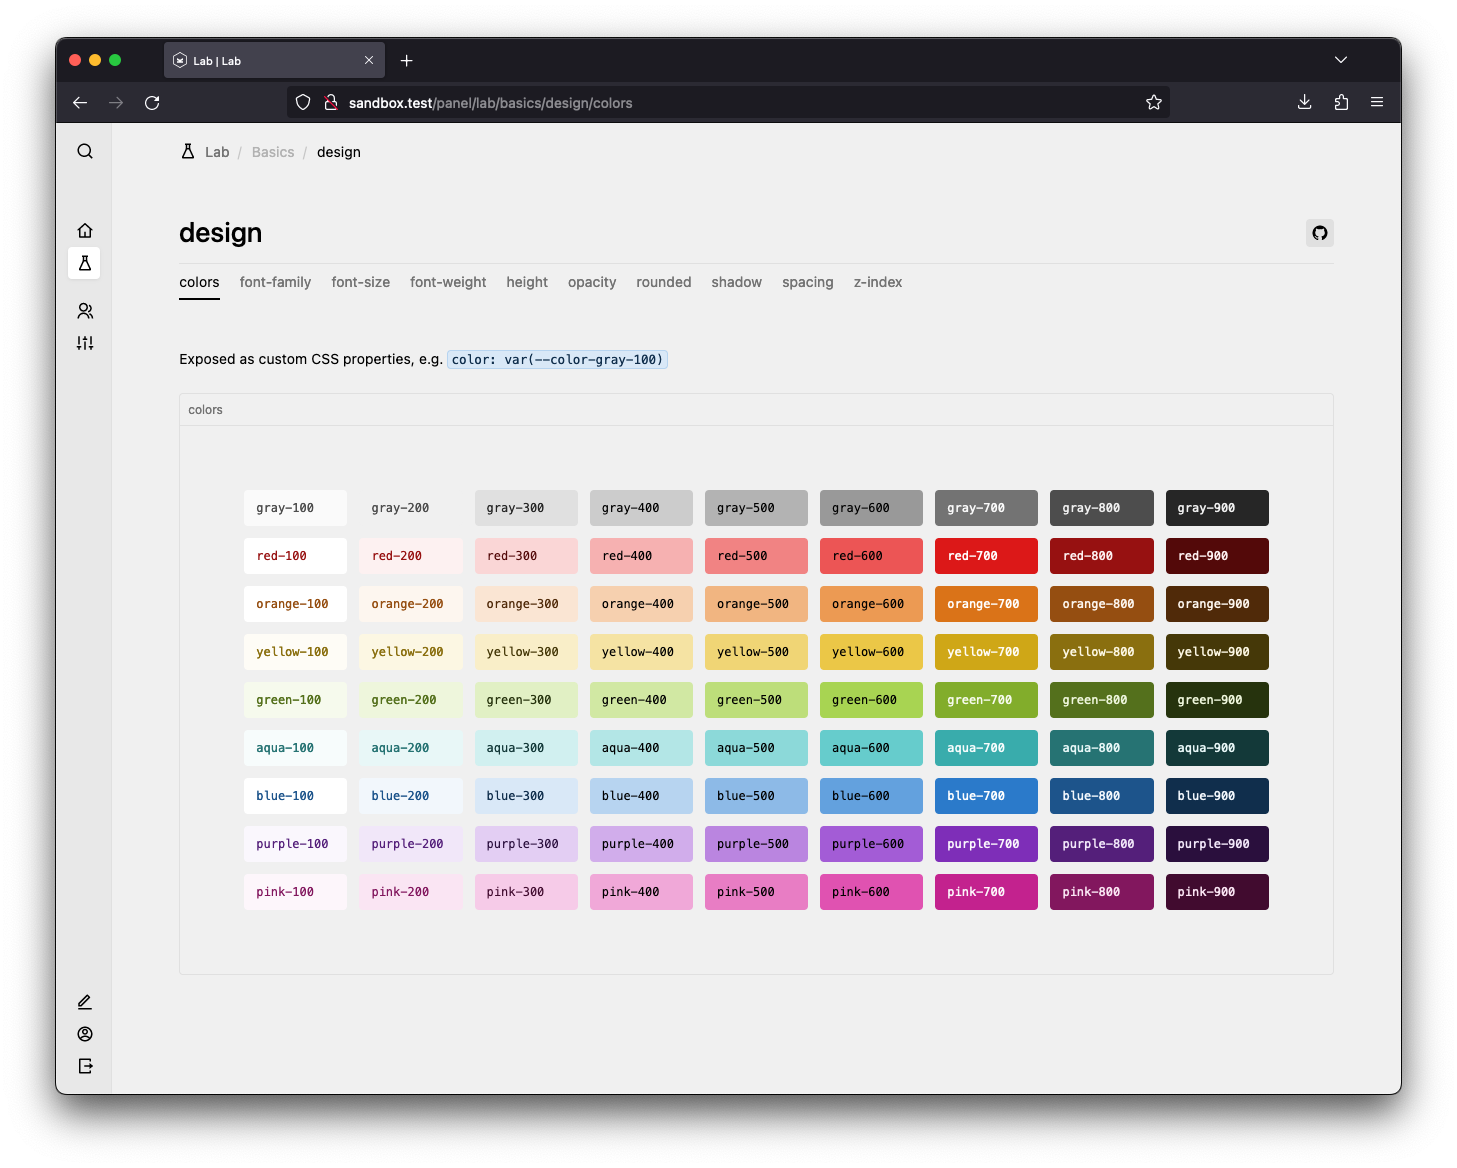 Lab | Lab
sandbox.test/panel/lab/basics/design/colors
Lab / Basics / design
design
colors font-family font-size font-weight height opacity rounded shadow spacing z-index
Exposed as custom CSS properties, e.g. color: var(--color-gray-100)
colors
gray-100 gray-200 gray-300 gray-400 gray-500 gray-600 gray-700 gray-800 gray-900
red-100 red-200 red-300 red-400 red-500 red-600 red-700 red-800 red-900
orange-100 orange-200 orange-300 orange-400 orange-500 orange-600 orange-700 orange-800 orange-900
yellow-100 yellow-200 yellow-300 yellow-400 yellow-500 yellow-600 yellow-700 yellow-800 yellow-900
green-100 green-200 green-300 green-400 green-500 green-600 green-700 green-800 green-900
aqua-100 aqua-200 aqua-300 aqua-400 aqua-500 aqua-600 aqua-700 aqua-800 aqua-900
blue-100 blue-200 blue-300 blue-400 blue-500 blue-600 blue-700 blue-800 blue-900
purple-100 purple-200 purple-300 purple-400 purple-500 purple-600 purple-700 purple-800 purple-900
pink-100 pink-200 pink-300 pink-400 pink-500 pink-600 pink-700 pink-800 pink-900